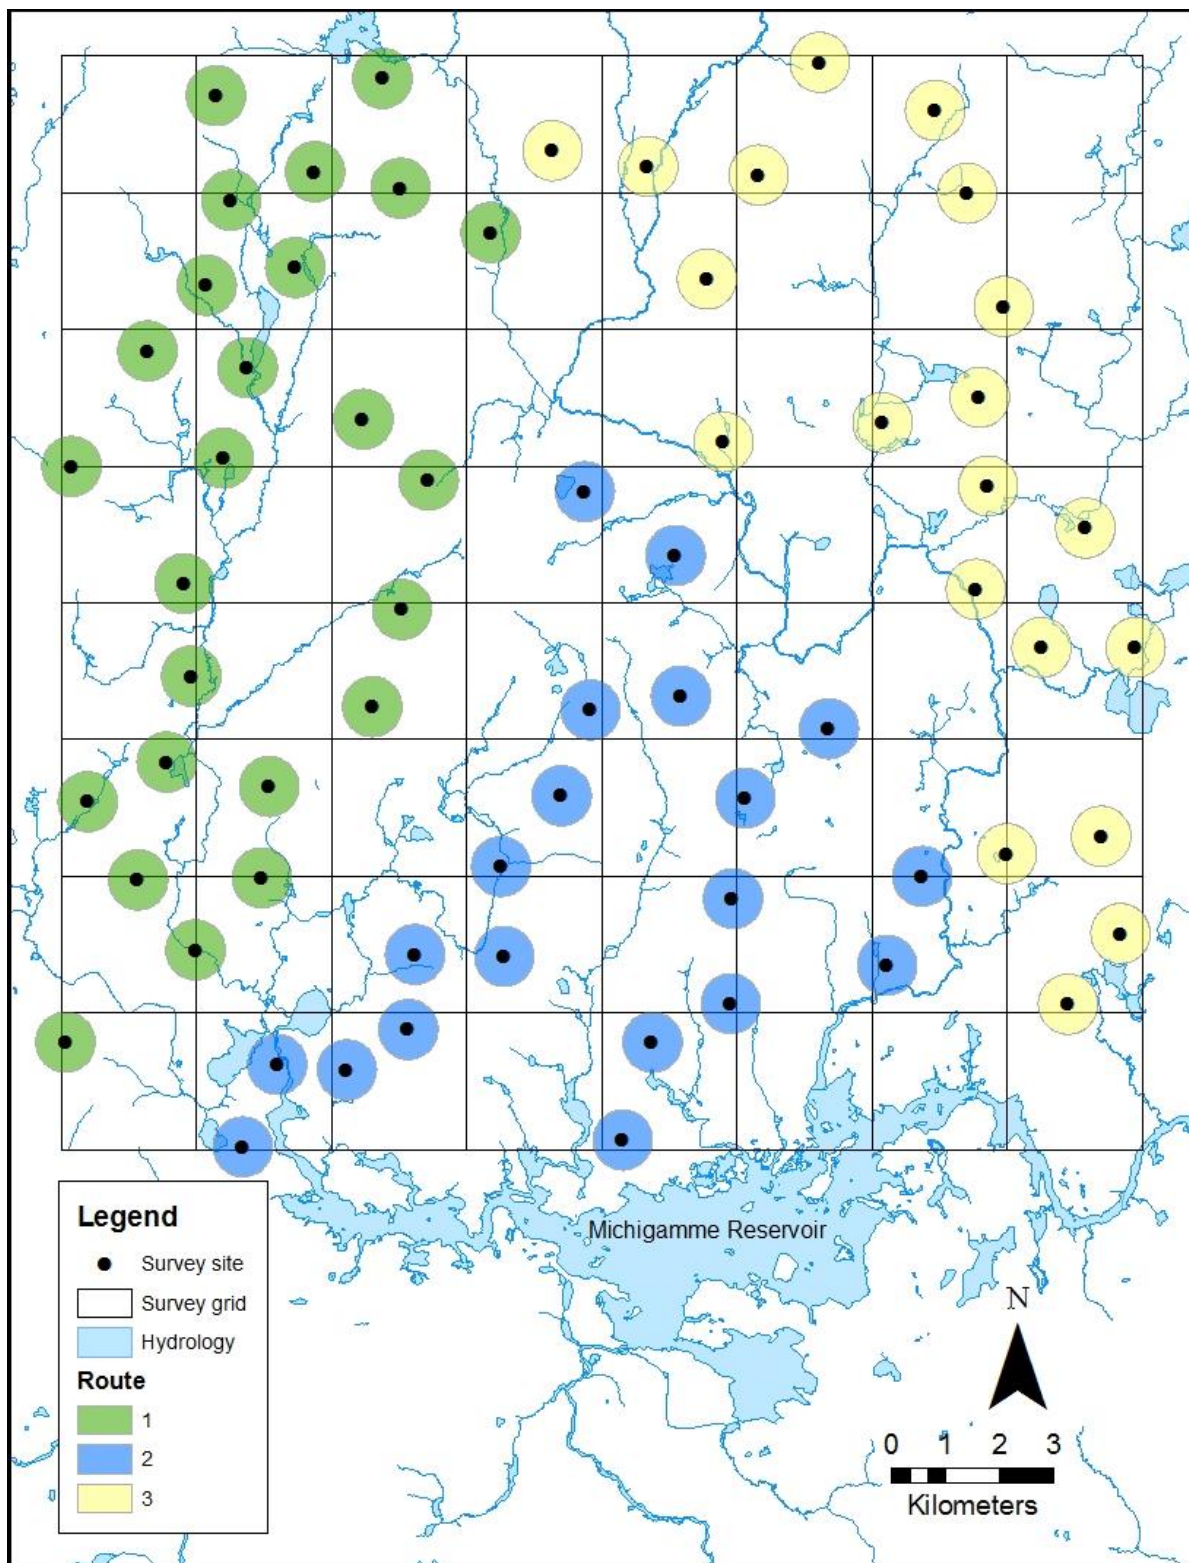 Michigamme Reservoir
Legend
Survey site
Survey grid
Hydrology
Route
1
2
3
N
0 1 2 3
Kilometers